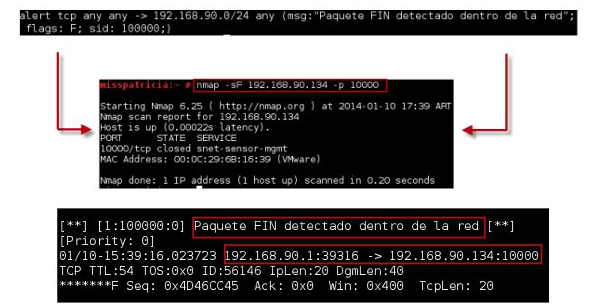 alert tcp any any -> 192.168.90.0/24 any (msg:"Paquete FIN detectado dentro de la red";
flags: F; sid: 100000;)
misspatricia:~ # nmap -sF 192.168.90.134 -p 10000
Starting Nmap 6.25 ( http://nmap.org ) at 2014-01-10 17:39 ART
Nmap scan report for 192.168.90.134
Host is up (0.00022s latency).
PORT STATE SERVICE
10000/tcp closed snet-sensor-mgmt
MAC Address: 00:0C:29:6B:16:39 (VMware)
Nmap done: 1 IP address (1 host up) scanned in 0.20 seconds
[**] [1:100000:0] Paquete FIN detectado dentro de la red [**]
[Priority: 0]
01/10-15:39:16.023723 192.168.90.1:39316 -> 192.168.90.134:10000
TCP TTL:54 TOS:0x0 ID:56146 IpLen:20 DgmLen:40
*******F Seq: 0x4D46CC45 Ack: 0x0 Win: 0x400 TcpLen: 20